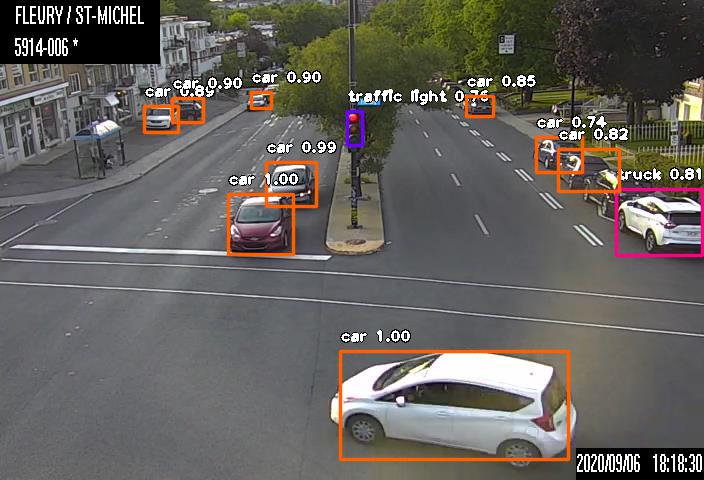 FLEURY / ST-MICHEL
5914-006 *
car 0.89
car 0.90
car 0.90
traffic light 0.76
car 0.85
car 0.74
car 0.82
truck 0.81
car 0.99
car 1.00
car 1.00
2020/09/06 18:18:30